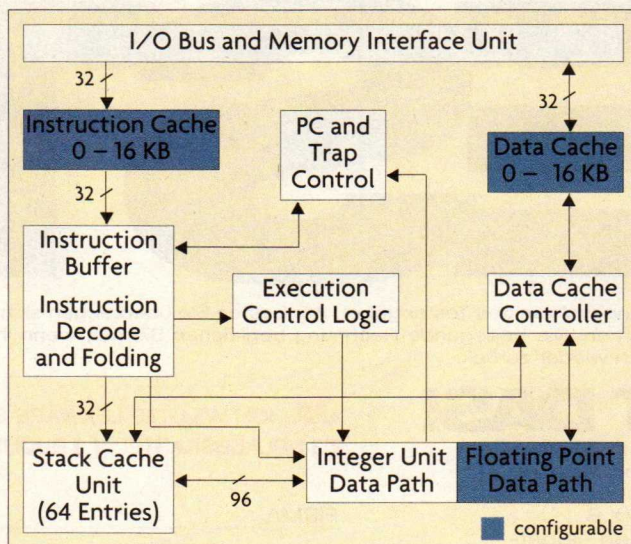 I/O Bus and Memory Interface Unit
32
32
Instruction Cache
0 – 16 KB
PC and
Trap
Control
Data Cache
0 – 16 KB
32
Instruction
Buffer
Instruction
Decode
and Folding
Execution
Control Logic
Data Cache
Controller
32
Stack Cache
Unit
(64 Entries)
96
Integer Unit
Data Path
Floating Point
Data Path
configurable